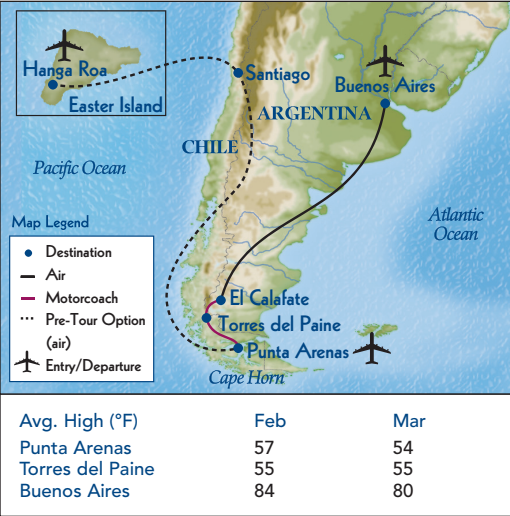 Hanga Roa
Easter Island
Santiago
Buenos Aires
ARGENTINA
CHILE
Pacific Ocean
Atlantic
Ocean
Map Legend
Destination
Air
Motorcoach
Pre-Tour Option
(air)
Entry/Departure
El Calafate
Torres del Paine
Punta Arenas
Cape Horn
Avg. High (°F) Feb Mar
Punta Arenas 57 54
Torres del Paine 55 55
Buenos Aires 84 80